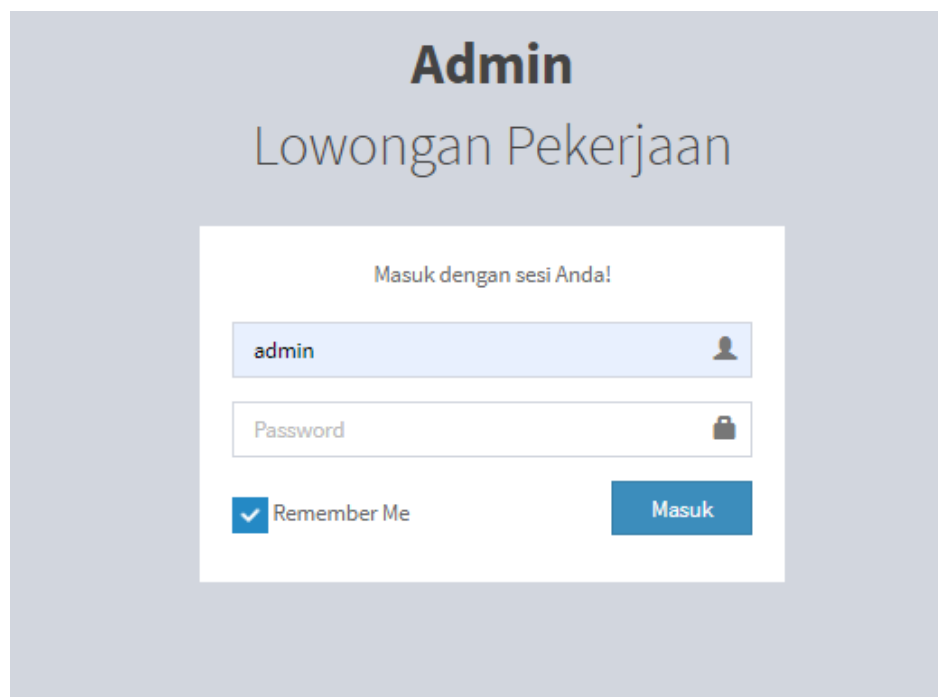 Admin
Lowongan Pekerjaan
Masuk dengan sesi Anda!
admin
Password
Remember Me
Masuk